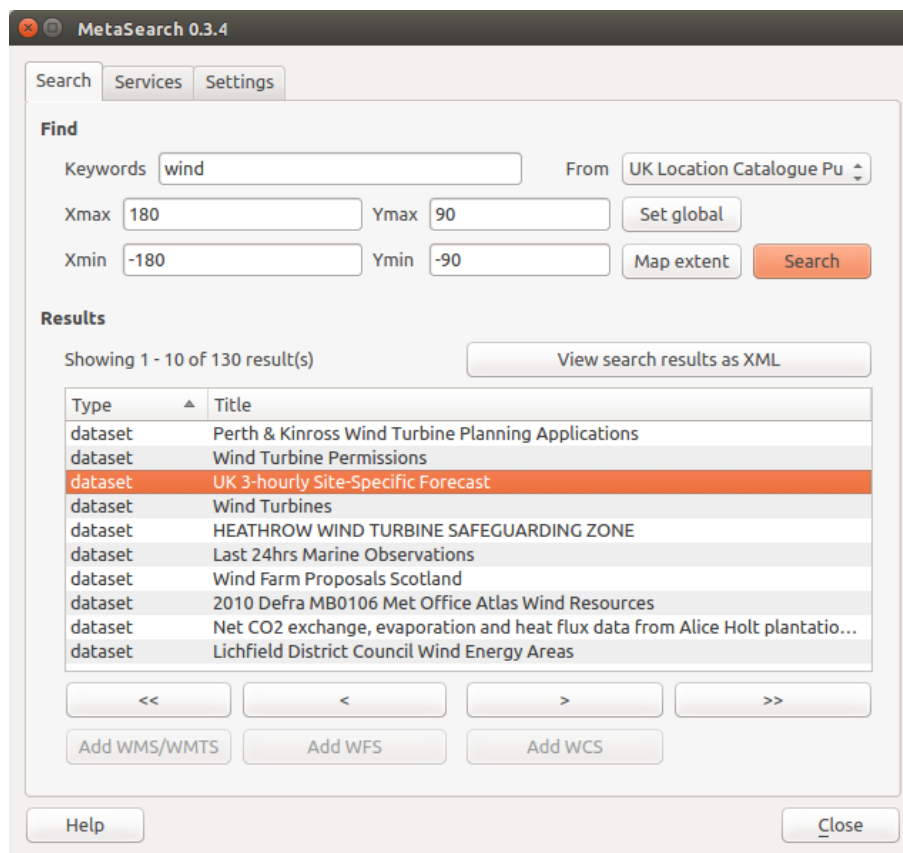 MetaSearch 0.3.4
Search Services Settings
Find
Keywords wind From UK Location Catalogue Pu
Xmax 180 Ymax 90 Set global
Xmin -180 Ymin -90 Map extent Search
Results
Showing 1 - 10 of 130 result(s) View search results as XML
Type Title
dataset Perth & Kinross Wind Turbine Planning Applications
dataset Wind Turbine Permissions
dataset UK 3-hourly Site-Specific Forecast
dataset Wind Turbines
dataset HEATHROW WIND TURBINE SAFEGUARDING ZONE
dataset Last 24hrs Marine Observations
dataset Wind Farm Proposals Scotland
dataset 2010 Defra MB0106 Met Office Atlas Wind Resources
dataset Net CO2 exchange, evaporation and heat flux data from Alice Holt plantatio...
dataset Lichfield District Council Wind Energy Areas
<< < > >>
Add WMS/WMTS Add WFS Add WCS
Help Close